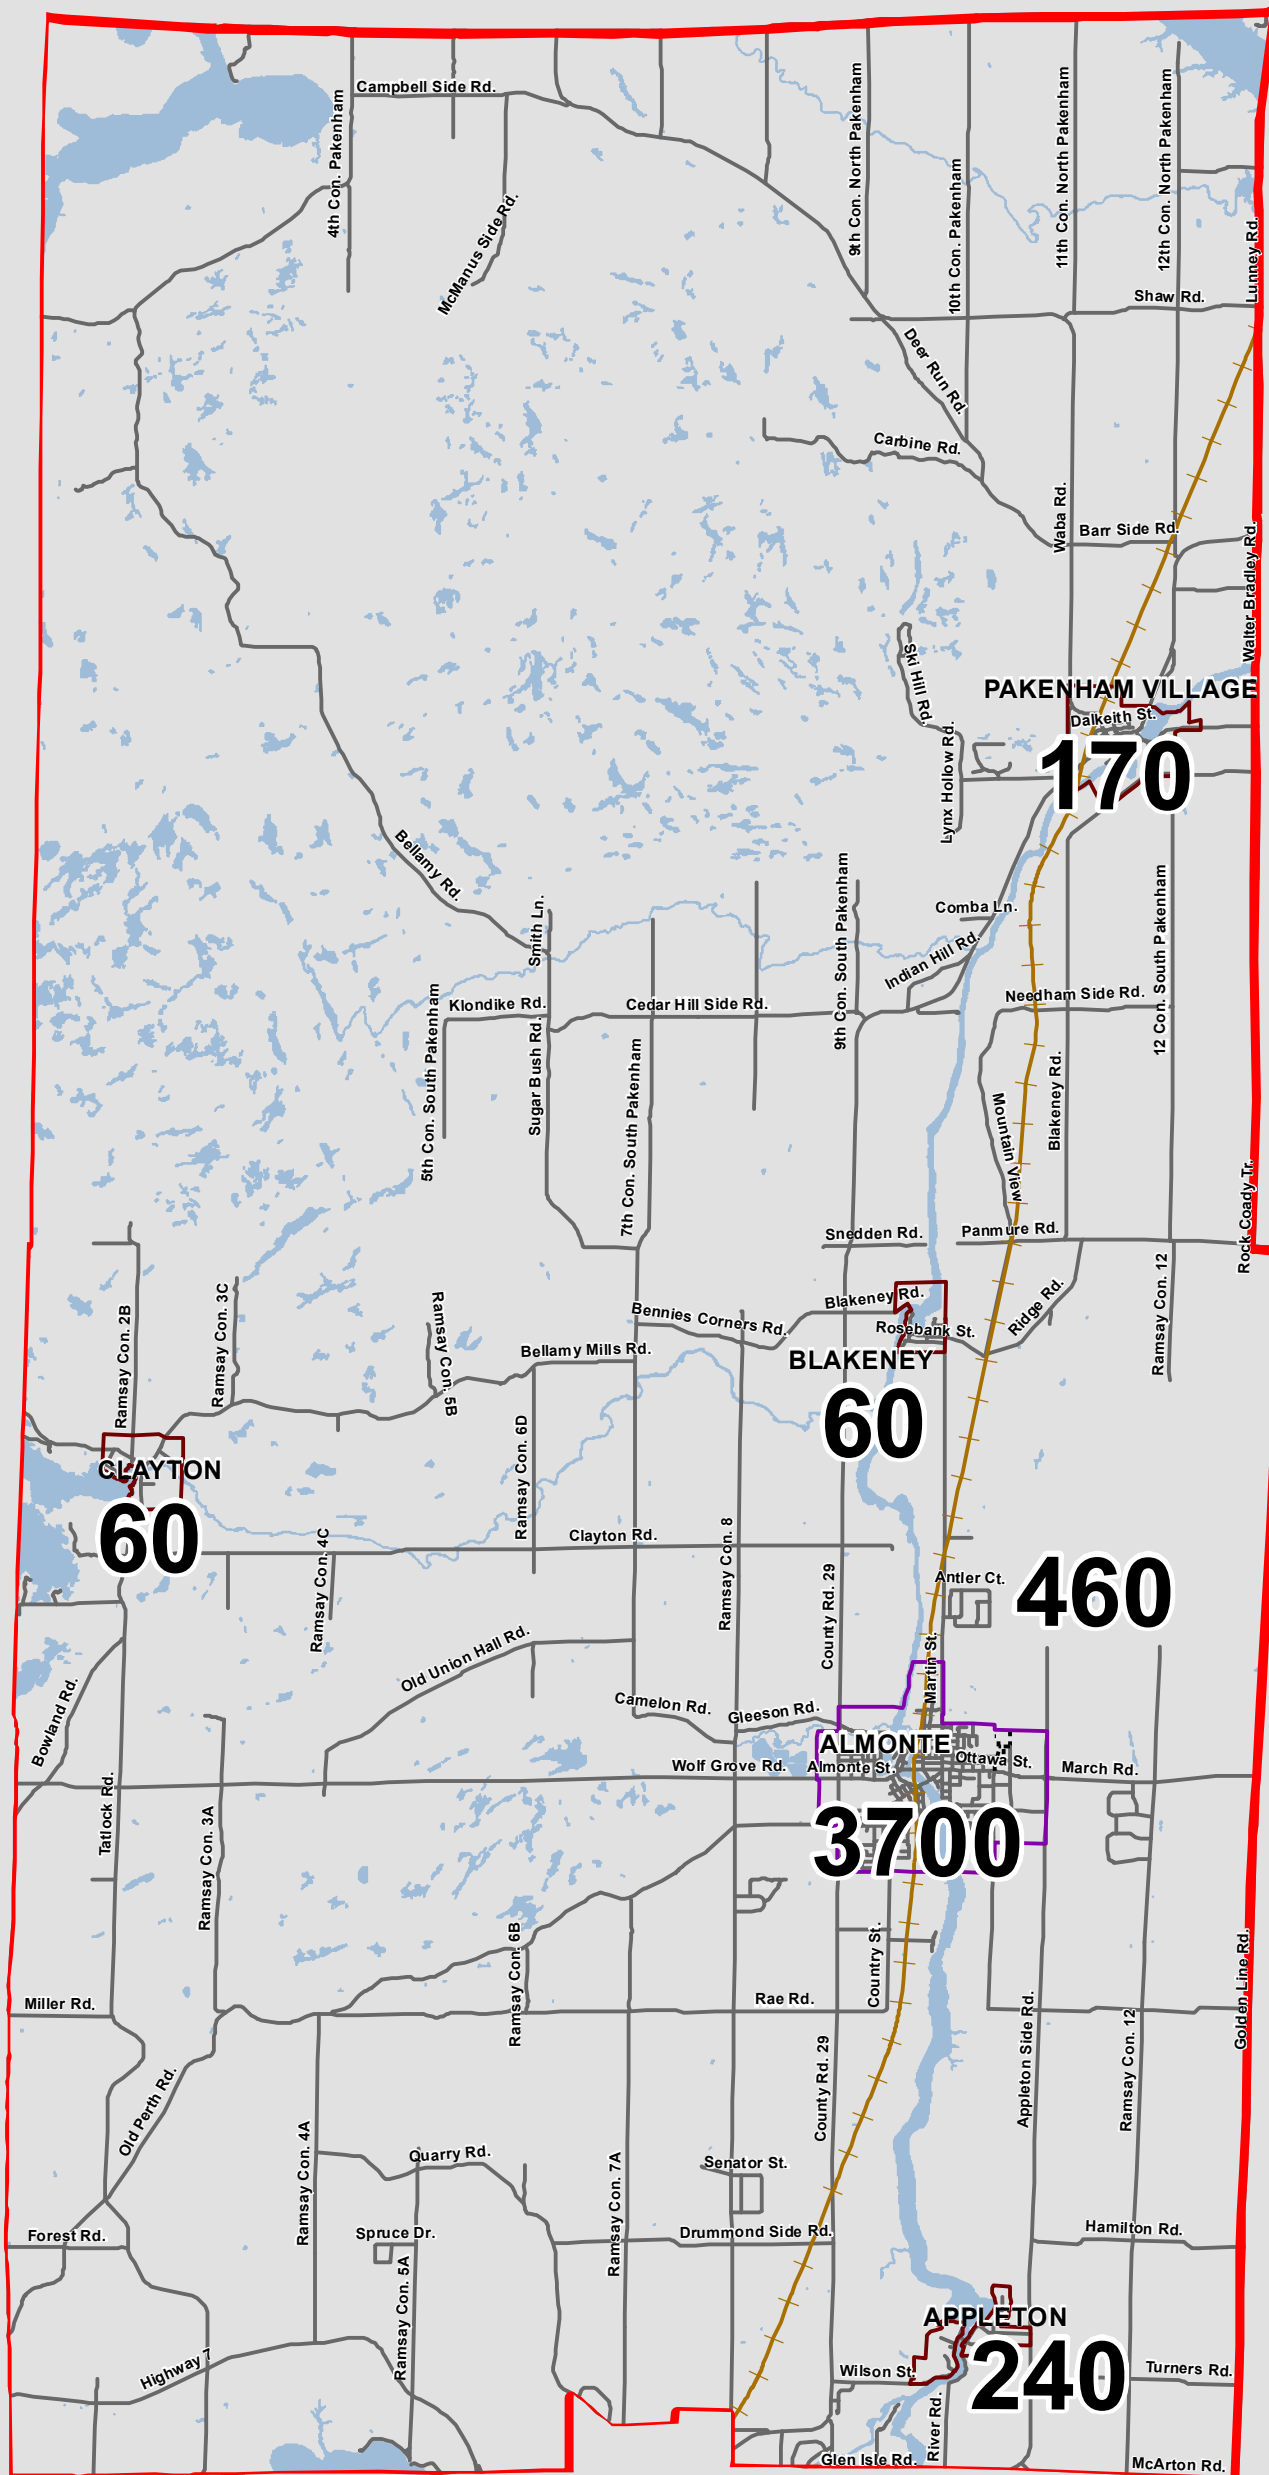 Campbell Side Rd.
4th Con. Pakenham
McManus Side Rd.
9th Con. North Pakenham
10th Con. Pakenham
11th Con. North Pakenham
12th Con. North Pakenham
Lunney Rd.
Shaw Rd.
Deer Run Rd.
Carbine Rd.
Waba Rd.
Barr Side Rd.
Walter Bradley Rd.
Ski Hill Rd.
PAKENHAM VILLAGE
Dalkeith St.
170
Lynx Hollow Rd.
Bellamy Rd.
Smith Ln.
9th Con. South Pakenham
Comba Ln.
Indian Hill Rd.
12 Con. South Pakenham
Klondike Rd.
Cedar Hill Side Rd.
Needham Side Rd.
5th Con. South Pakenham
Sugar Bush Rd.
7th Con. South Pakenham
Mountain View
Blakeney Rd.
Snedden Rd.
Panmure Rd.
Rock Coady Tr.
Ramsay Con. 2B
Ramsay Con. 3C
Ramsay Con. 5B
Bennies Corners Rd.
Blakeney Rd.
Rosebank St.
Ridge Rd.
Ramsay Con. 12
Bellamy Mills Rd.
BLAKENEY
60
Ramsay Con. 6D
CLAYTON
60
Ramsay Con. 4C
Clayton Rd.
Ramsay Con. 8
County Rd. 29
Antler Ct.
460
Old Union Hall Rd.
Martin St.
Bowland Rd.
Camelon Rd.
Gleeson Rd.
ALMONTE
Wolf Grove Rd.
Almonte St.
Ottawa St.
March Rd.
3700
Tatlock Rd.
Ramsay Con. 3A
Ramsay Con. 6B
Country St.
Golden Line Rd.
Miller Rd.
Rae Rd.
Appleton Side Rd.
Ramsay Con. 12
Old Perth Rd.
Ramsay Con. 4A
Quarry Rd.
Ramsay Con. 7A
Senator St.
County Rd. 29
Forest Rd.
Spruce Dr.
Drummond Side Rd.
Hamilton Rd.
Ramsay Con. 5A
APPLETON
240
Highway 7
Wilson St.
Turners Rd.
River Rd.
Glen Isle Rd.
McArton Rd.